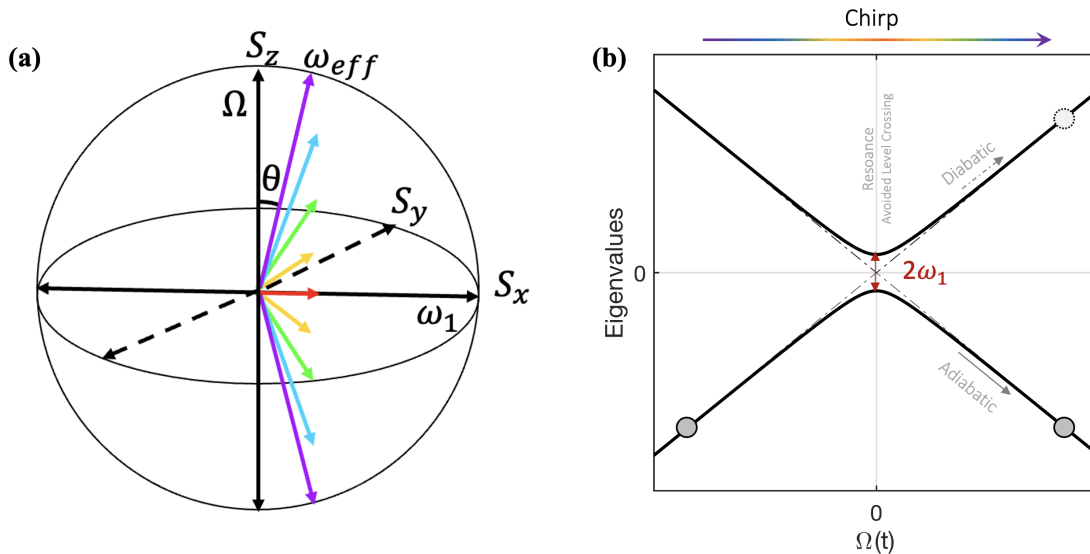 (a)
S_z
ω_eff
Ω
θ
S_y
S_x
ω_1
(b)
Chirp
Resoance
Avoided Level Crossing
Diabatic
2ω_1
Adiabatic
Eigenvalues
0
0
Ω(t)